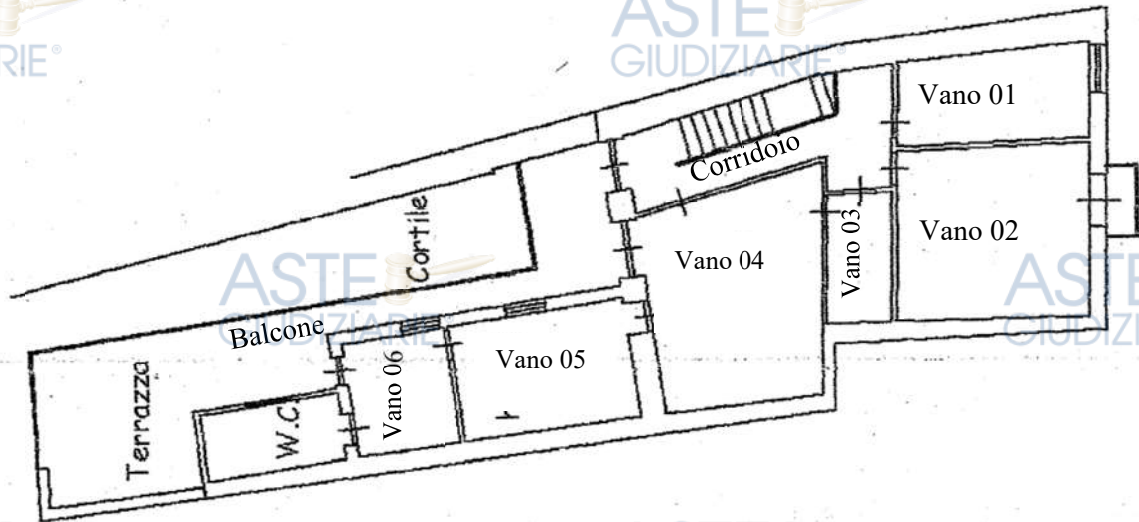 ASTE
RIE®
GIUDIZIARIE®
Vano 01
Corridoio
Cortile
Vano 02
Vano 03
Vano 04
ASTE
ASTE
GIUDIZIARIE
GIUDIZ
Balcone
Vano 05
Vano 06
Terrazza
W.C.